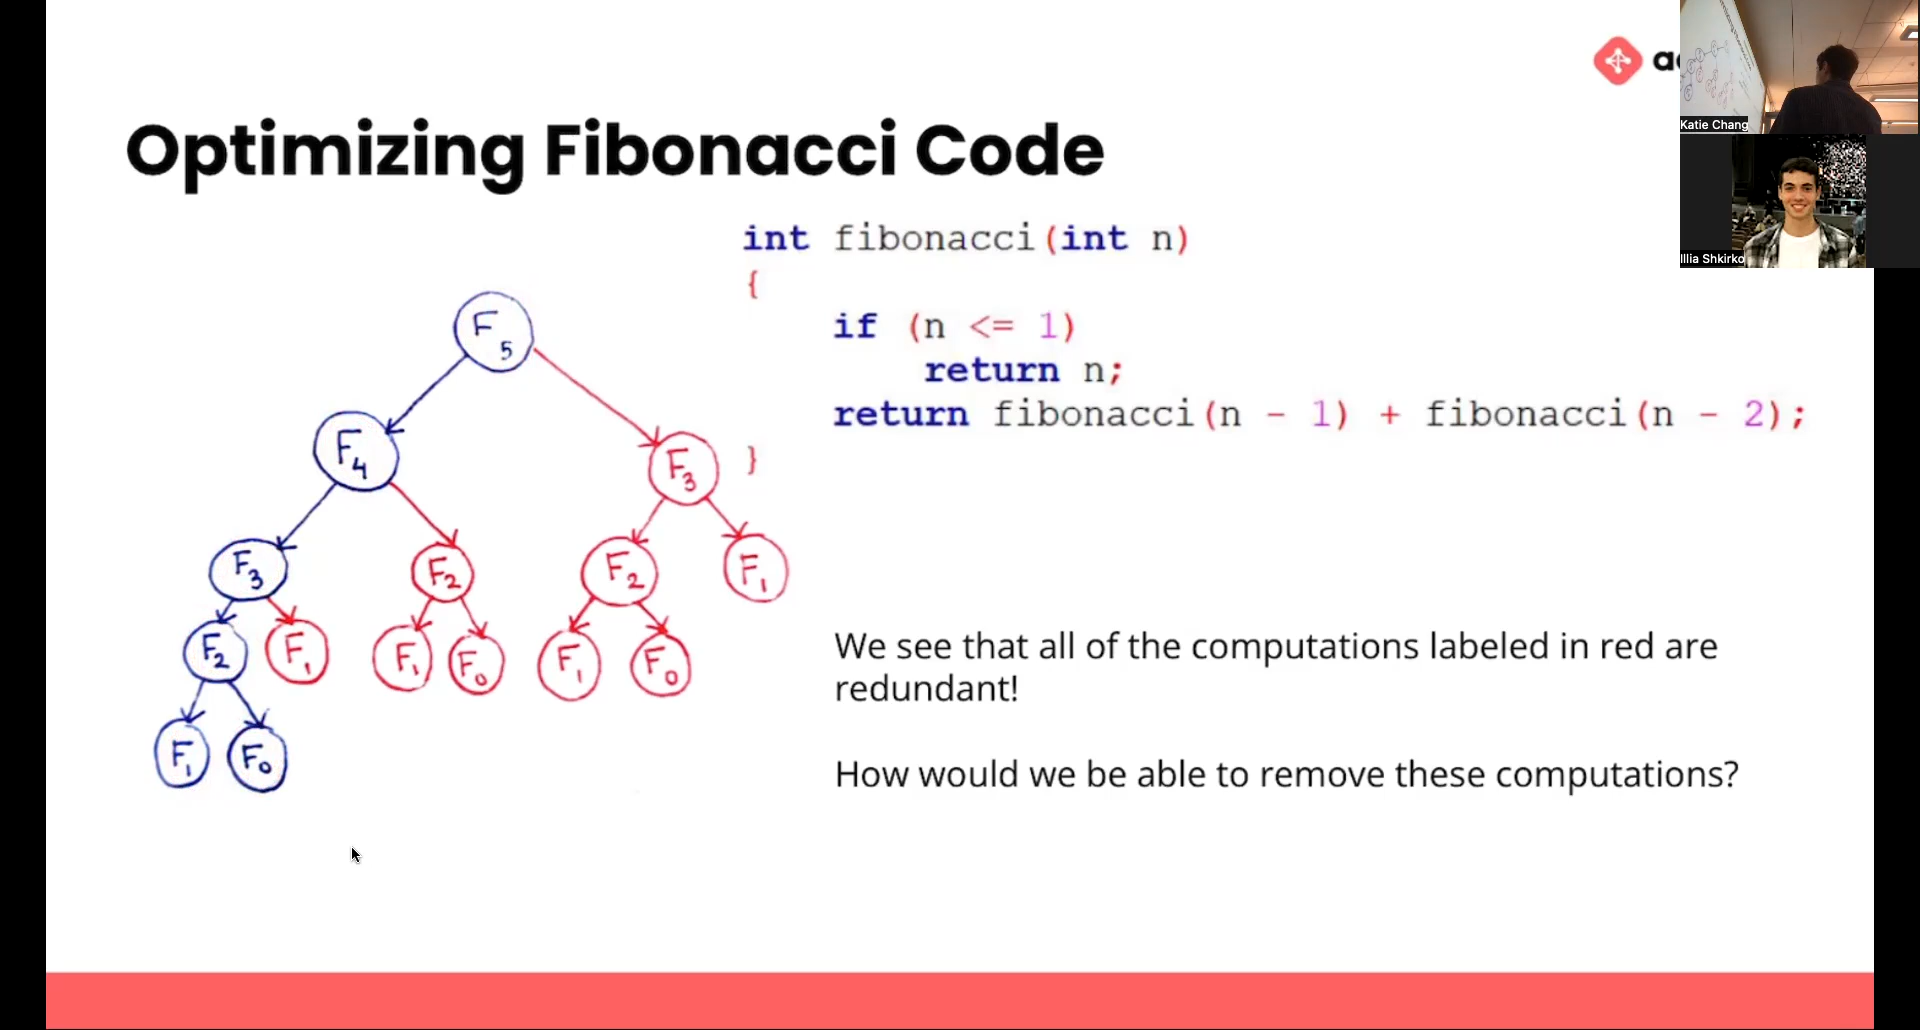 Optimizing Fibonacci Code
int fibonacci(int n)
{
if (n <= 1)
return n;
return fibonacci(n - 1) + fibonacci(n - 2);
}
F5
F4
F3
F3
F2
F2
F1
F2
F1
F1
F0
F1
F0
F1
F0
We see that all of the computations labeled in red are
redundant!
How would we be able to remove these computations?
Katie Chang
Illia Shkirko